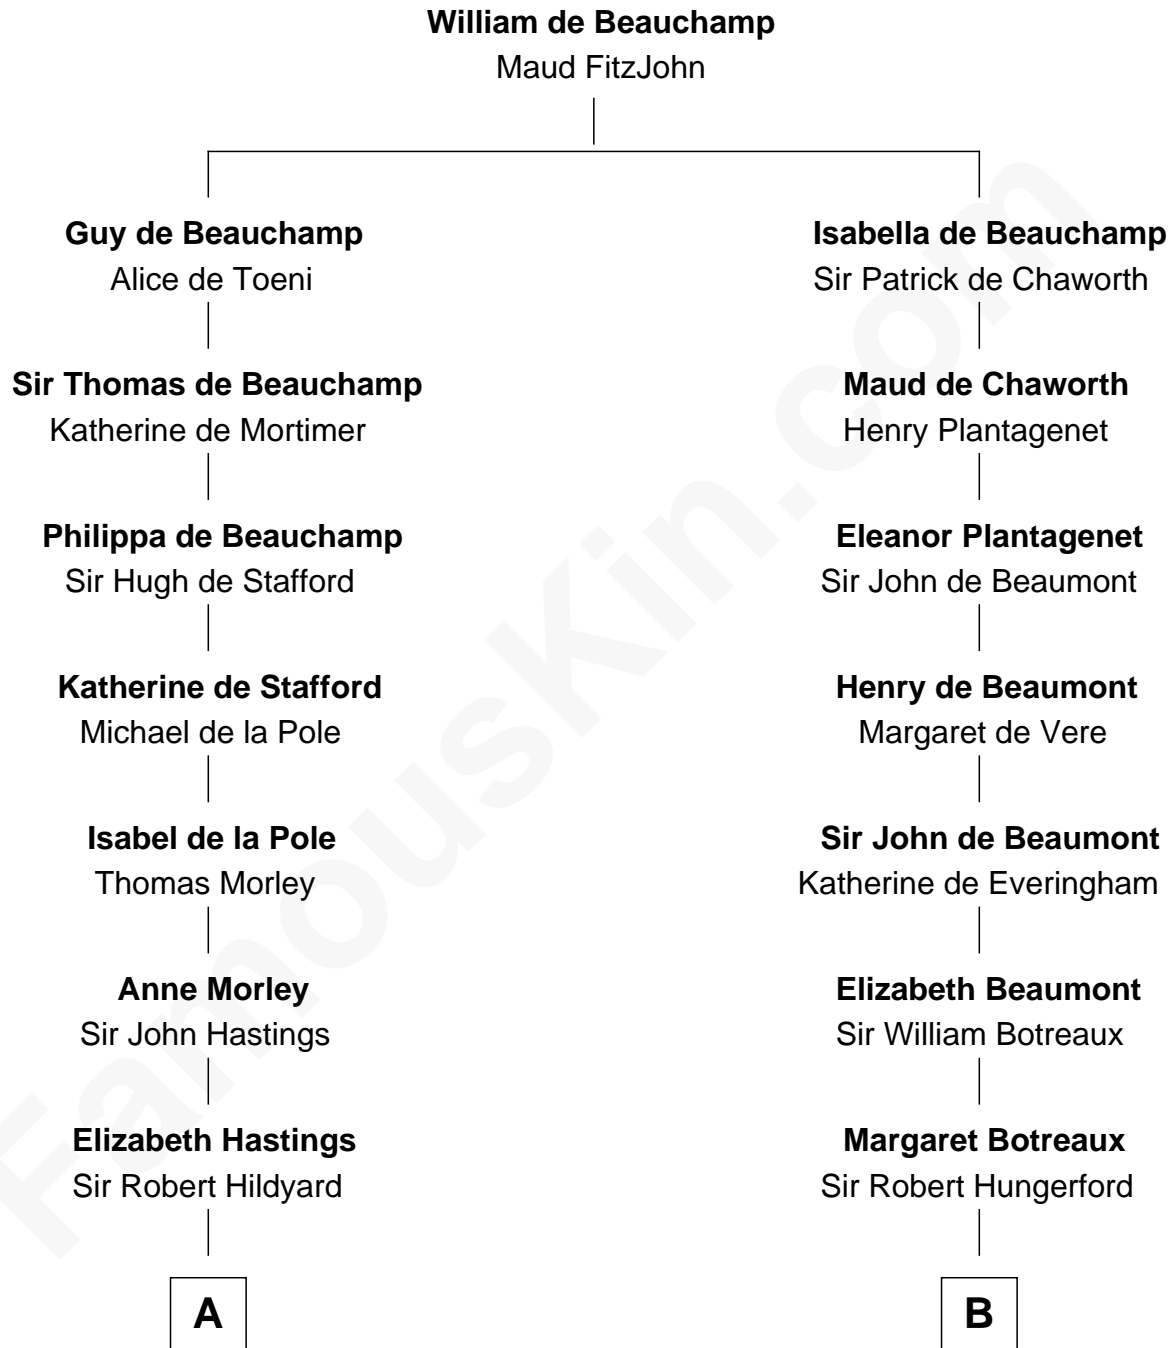 William de Beauchamp
Maud FitzJohn
Guy de Beauchamp
Alice de Toeni
Sir Thomas de Beauchamp
Katherine de Mortimer
Philippa de Beauchamp
Sir Hugh de Stafford
Katherine de Stafford
Michael de la Pole
Isabel de la Pole
Thomas Morley
Anne Morley
Sir John Hastings
Elizabeth Hastings
Sir Robert Hildyard
A
Isabella de Beauchamp
Sir Patrick de Chaworth
Maud de Chaworth
Henry Plantagenet
Eleanor Plantagenet
Sir John de Beaumont
Henry de Beaumont
Margaret de Vere
Sir John de Beaumont
Katherine de Everingham
Elizabeth Beaumont
Sir William Botreaux
Margaret Botreaux
Sir Robert Hungerford
B
FamousKin.com